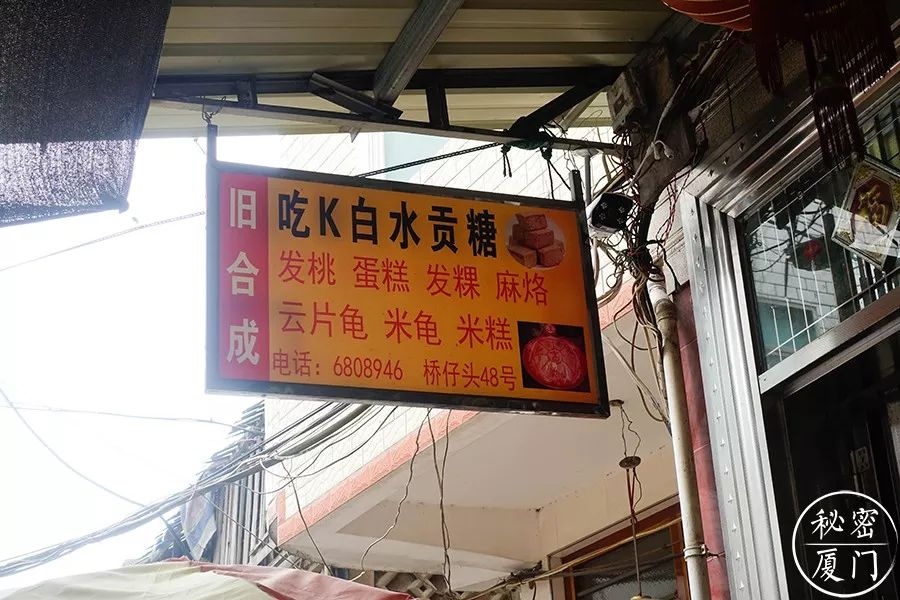 旧合成
吃K白水贡糖
发桃 蛋糕 发粿 麻烙
云片龟 米龟 米糕
电话：6808946 桥仔头48号
福
秘密
厦门